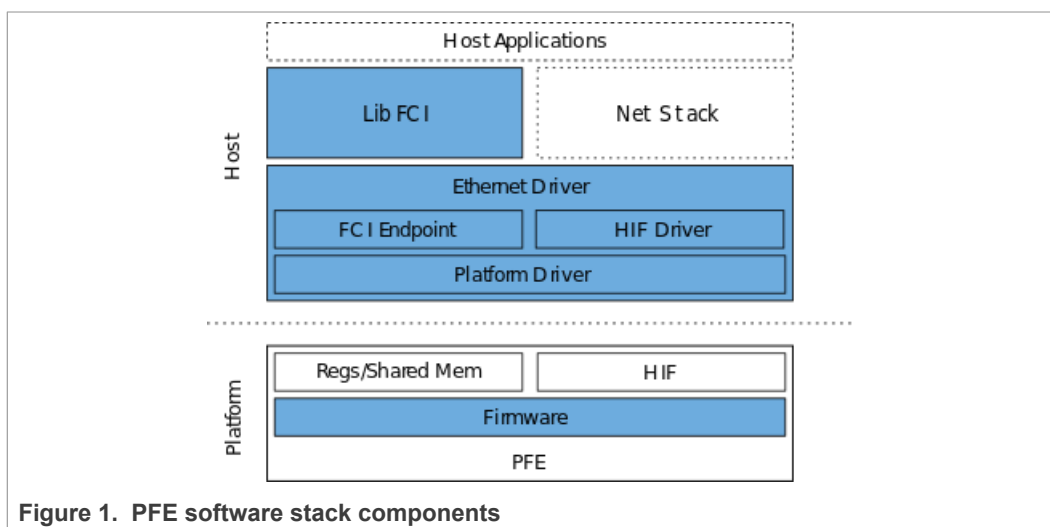 Host Applications
Host
Lib FCI
Net Stack
Ethernet Driver
FCI Endpoint
HIF Driver
Platform Driver
Platform
Regs/Shared Mem
HIF
Firmware
PFE
Figure 1. PFE software stack components